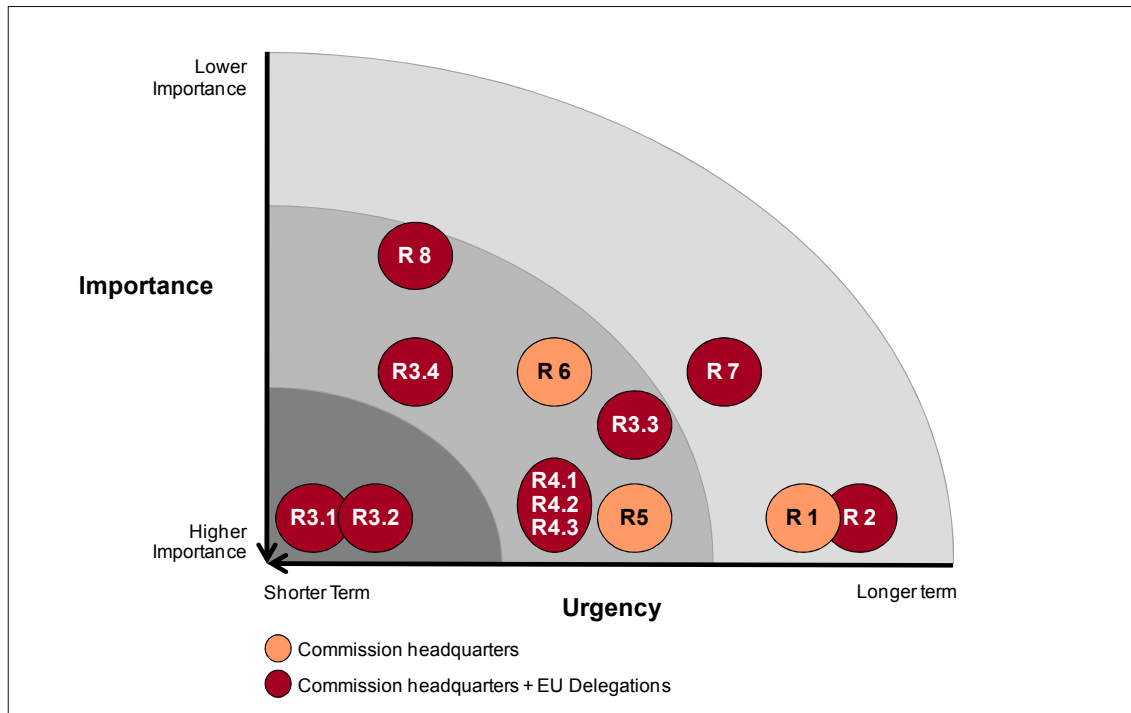 Lower
Importance
R 8
Importance
R3.4
R 6
R 7
R3.3
R4.1
R4.2
R4.3
R3.1
R3.2
R5
R 1
R 2
Higher
Importance
Shorter Term
Urgency
Longer term
Commission headquarters
Commission headquarters + EU Delegations